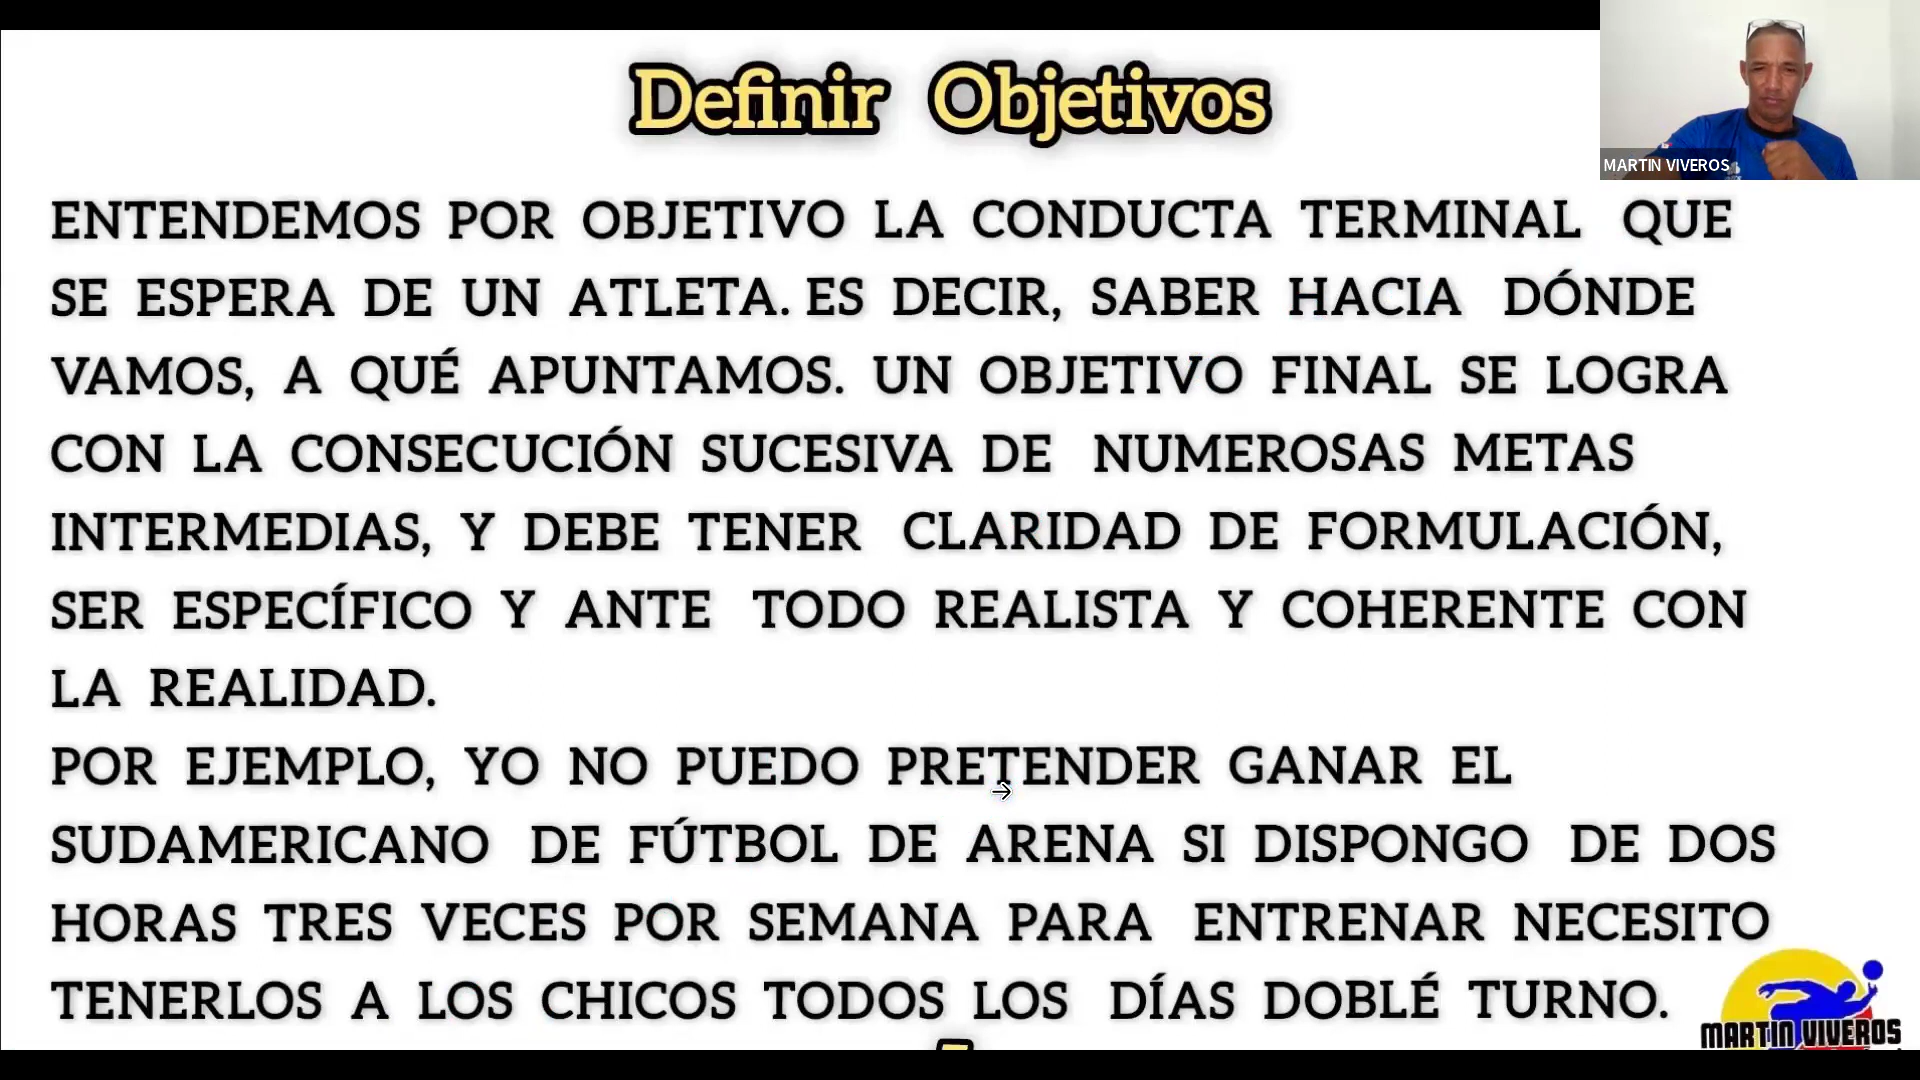 Definir Objetivos
MARTIN VIVEROS
ENTENDEMOS POR OBJETIVO LA CONDUCTA TERMINAL QUE
SE ESPERA DE UN ATLETA. ES DECIR, SABER HACIA DÓNDE
VAMOS, A QUÉ APUNTAMOS. UN OBJETIVO FINAL SE LOGRA
CON LA CONSECUCIÓN SUCESIVA DE NUMEROSAS METAS
INTERMEDIAS, Y DEBE TENER CLARIDAD DE FORMULACIÓN,
SER ESPECÍFICO Y ANTE TODO REALISTA Y COHERENTE CON
LA REALIDAD.
POR EJEMPLO, YO NO PUEDO PRETENDER GANAR EL
SUDAMERICANO DE FÚTBOL DE ARENA SI DISPONGO DE DOS
HORAS TRES VECES POR SEMANA PARA ENTRENAR NECESITO
TENERLOS A LOS CHICOS TODOS LOS DÍAS DOBLÉ TURNO.
MARTIN VIVEROS